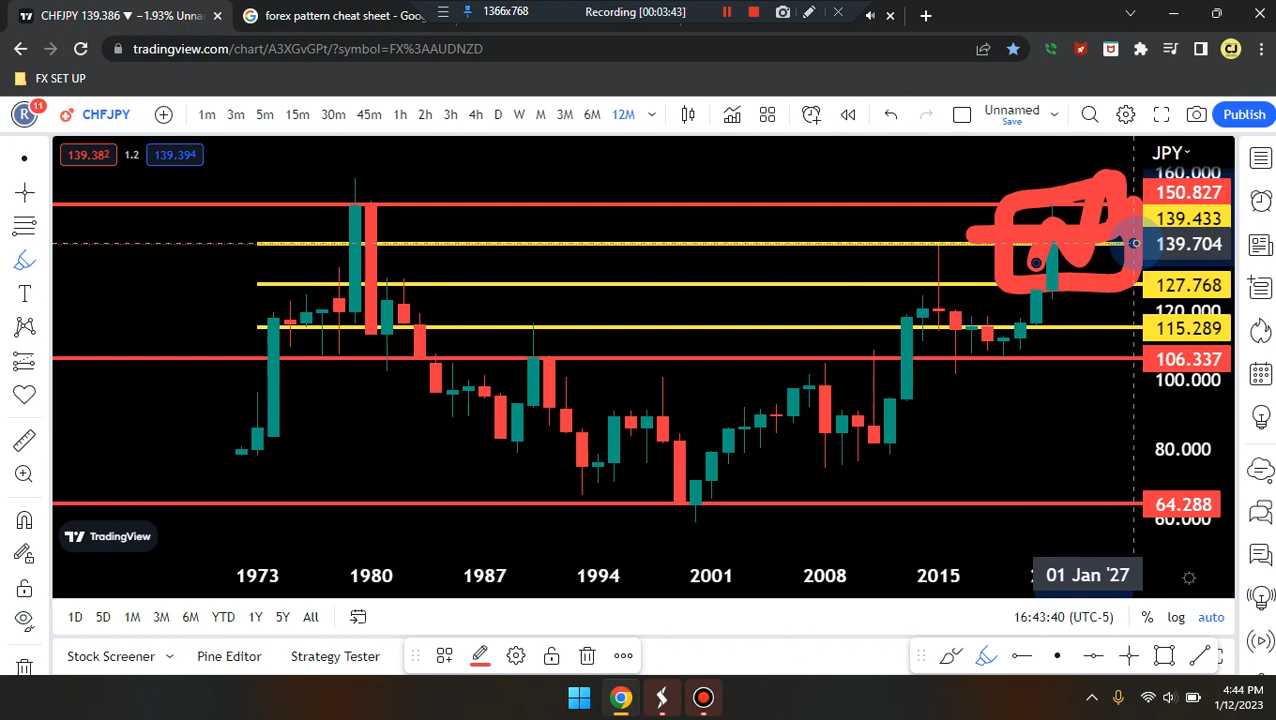 CHFJPY 139.386 ▼ −1.93% Unna
forex pattern cheat sheet - Goo
1366x768
Recording [00:03:43]
tradingview.com/chart/A3XGvGPt/?symbol=FX%3AAUDNZD
FX SET UP
R
11
CHFJPY
1m 3m 5m 15m 30m 45m 1h 2h 3h 4h D W M 3M 6M 12M
Unnamed
Save
Publish
CJ
139.382
1.2
139.394
JPY
160.000
150.827
139.433
139.704
127.768
120.000
115.289
106.337
100.000
80.000
64.288
60.000
TradingView
1973 1980 1987 1994 2001 2008 2015
01 Jan '27
1D 5D 1M 3M 6M YTD 1Y 5Y All
16:43:40 (UTC-5)
% log auto
Stock Screener
Pine Editor
Strategy Tester
4:44 PM
1/12/2023